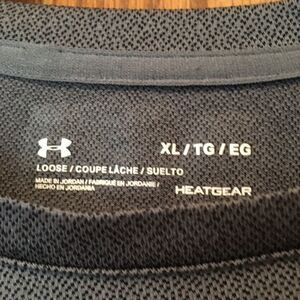 XL / TG / EG
LOOSE / COUPE LÂCHE / SUELTO
MADE IN JORDAN / FABRIQUÉ EN JORDANIE /
HECHO EN JORDANIA
HEATGEAR